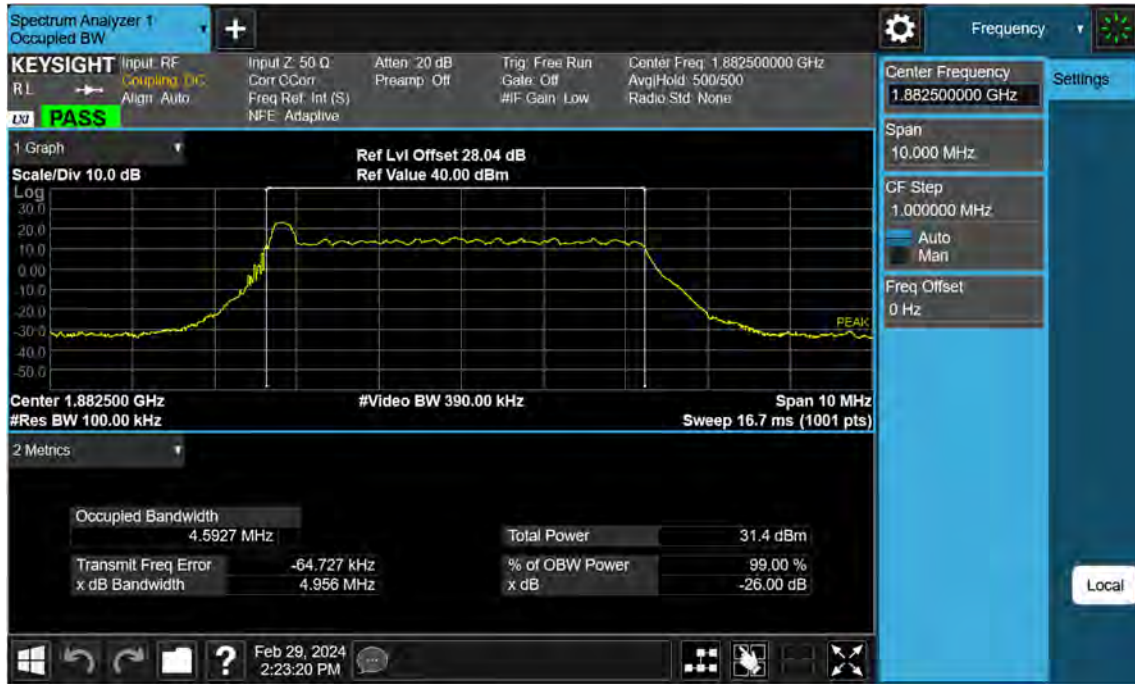 Spectrum Analyzer 1
Occupied BW
+
Frequency
KEYSIGHT
Input: RF
Input Z: 50 Ω
Atten: 20 dB
Trig: Free Run
Center Freq: 1.882500000 GHz
RL
Coupling: DC
Corr CCorr
Preamp: Off
Gate: Off
Avg|Hold: 500/500
Align: Auto
Freq Ref: Int (S)
#IF Gain: Low
Radio Std: None
LXI
PASS
NFE: Adaptive
Center Frequency
1.882500000 GHz
Settings
Span
10.000 MHz
CF Step
1.000000 MHz
Auto
Man
Freq Offset
0 Hz
1 Graph
Ref Lvl Offset 28.04 dB
Scale/Div 10.0 dB
Ref Value 40.00 dBm
Log
30.0
20.0
10.0
0.00
-10.0
-20.0
-30.0
-40.0
-50.0
PEAK
Center 1.882500 GHz
#Video BW 390.00 kHz
Span 10 MHz
#Res BW 100.00 kHz
Sweep 16.7 ms (1001 pts)
2 Metrics
Occupied Bandwidth
4.5927 MHz
Total Power
31.4 dBm
Transmit Freq Error
-64.727 kHz
% of OBW Power
99.00 %
x dB Bandwidth
4.956 MHz
x dB
-26.00 dB
Local
?
Feb 29, 2024
2:23:20 PM